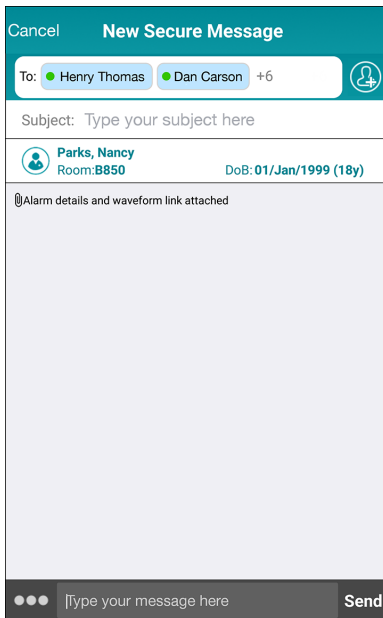 Cancel New Secure Message
To: Henry Thomas Dan Carson +6
Subject: Type your subject here
Parks, Nancy
Room:B850 DoB:01/Jan/1999 (18y)
Alarm details and waveform link attached
Type your message here Send